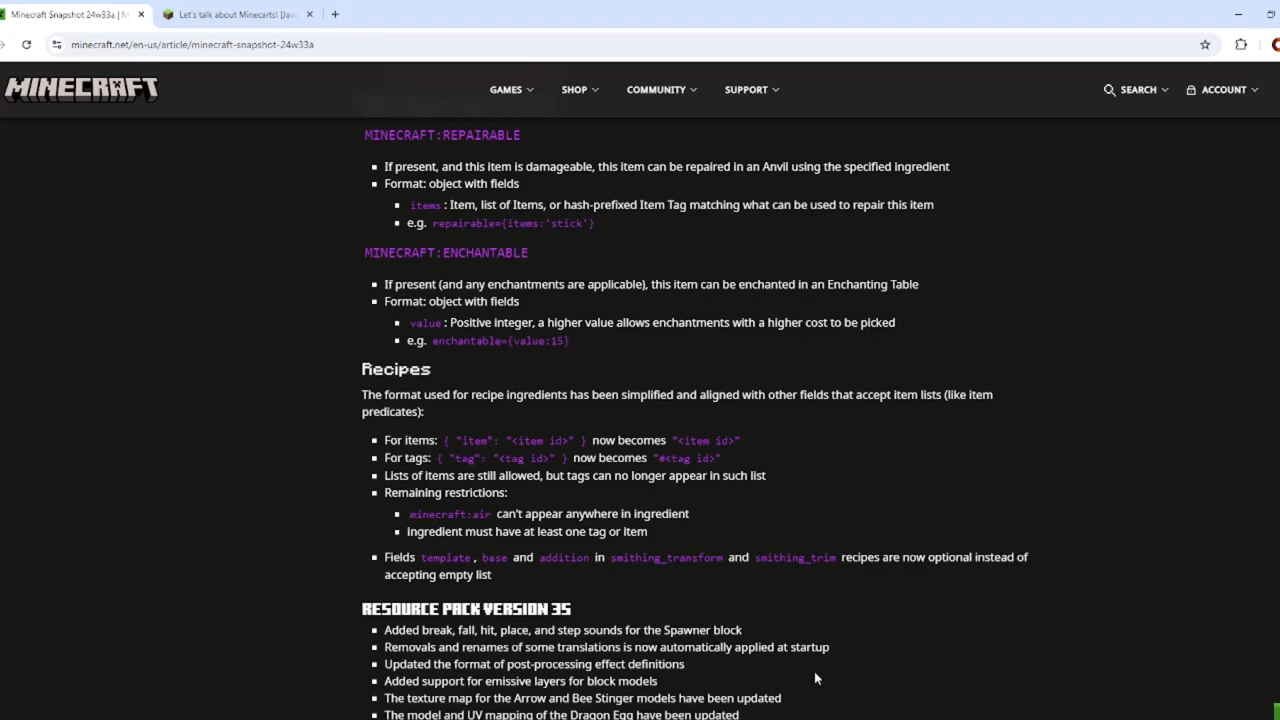 Minecraft Snapshot 24w33a | M
Let's talk about Minecarts! [Jav
minecraft.net/en-us/article/minecraft-snapshot-24w33a
MINECRAFT
GAMES
SHOP
COMMUNITY
SUPPORT
SEARCH
ACCOUNT
MINECRAFT:REPAIRABLE
If present, and this item is damageable, this item can be repaired in an Anvil using the specified ingredient
Format: object with fields
items: Item, list of Items, or hash-prefixed Item Tag matching what can be used to repair this item
e.g. repairable={items:'stick'}
MINECRAFT:ENCHANTABLE
If present (and any enchantments are applicable), this item can be enchanted in an Enchanting Table
Format: object with fields
value: Positive integer, a higher value allows enchantments with a higher cost to be picked
e.g. enchantable={value:15}
Recipes
The format used for recipe ingredients has been simplified and aligned with other fields that accept item lists (like item
predicates):
For items: { "item": "<item id>" } now becomes "<item id>"
For tags: { "tag": "<tag id>" } now becomes "#<tag id>"
Lists of items are still allowed, but tags can no longer appear in such list
Remaining restrictions:
minecraft:air can't appear anywhere in ingredient
Ingredient must have at least one tag or item
Fields template, base and addition in smithing_transform and smithing_trim recipes are now optional instead of
accepting empty list
RESOURCE PACK VERSION 35
Added break, fall, hit, place, and step sounds for the Spawner block
Removals and renames of some translations is now automatically applied at startup
Updated the format of post-processing effect definitions
Added support for emissive layers for block models
The texture map for the Arrow and Bee Stinger models have been updated
The model and UV mapping of the Dragon Egg have been updated